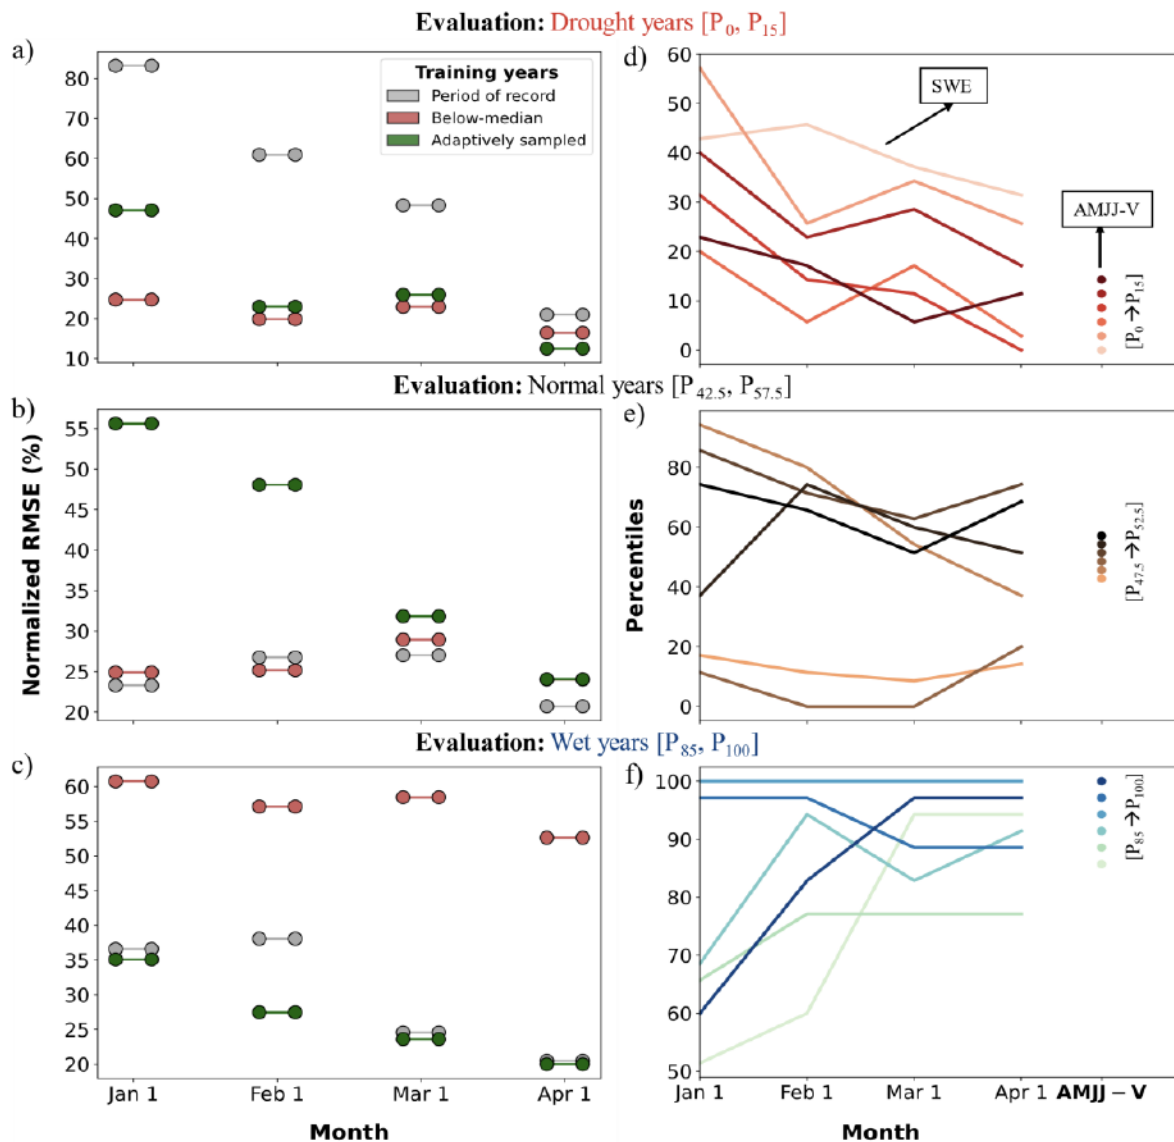 Evaluation: Drought years [P0, P15]
a)
80
70
60
50
40
30
20
10
Training years
Period of record
Below-median
Adaptively sampled
d)
60
50
40
30
20
10
0
SWE
AMJJ-V
[P0 → P15]
Evaluation: Normal years [P42.5, P57.5]
b)
55
50
45
40
35
30
25
20
Normalized RMSE (%)
e)
80
60
40
20
0
Percentiles
[P47.5 → P52.5]
Evaluation: Wet years [P85, P100]
c)
60
55
50
45
40
35
30
25
20
Jan 1 Feb 1 Mar 1 Apr 1
Month
f)
100
90
80
70
60
50
[P85 → P100]
Jan 1 Feb 1 Mar 1 Apr 1 AMJJ − V
Month